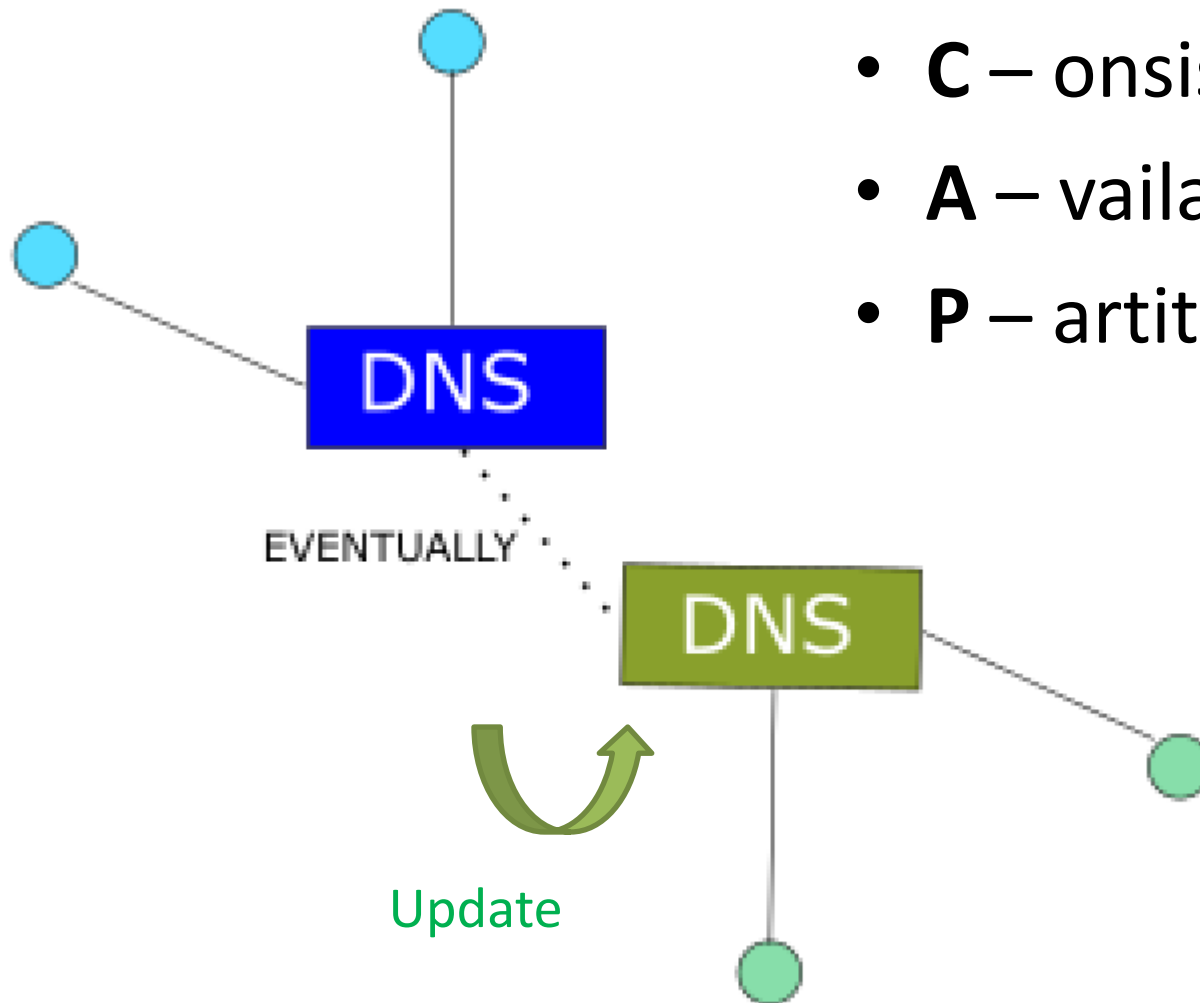 • C – onsis
• A – vaila
• P – artit
DNS
EVENTUALLY
DNS
Update